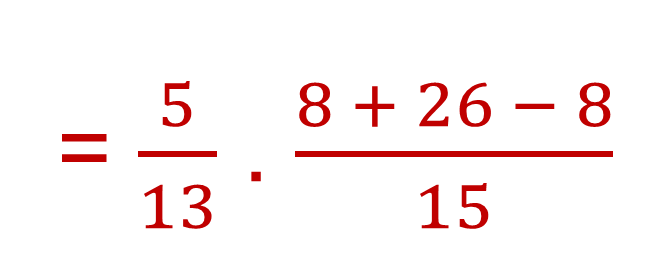 = 5/13 . (8 + 26 − 8)/15